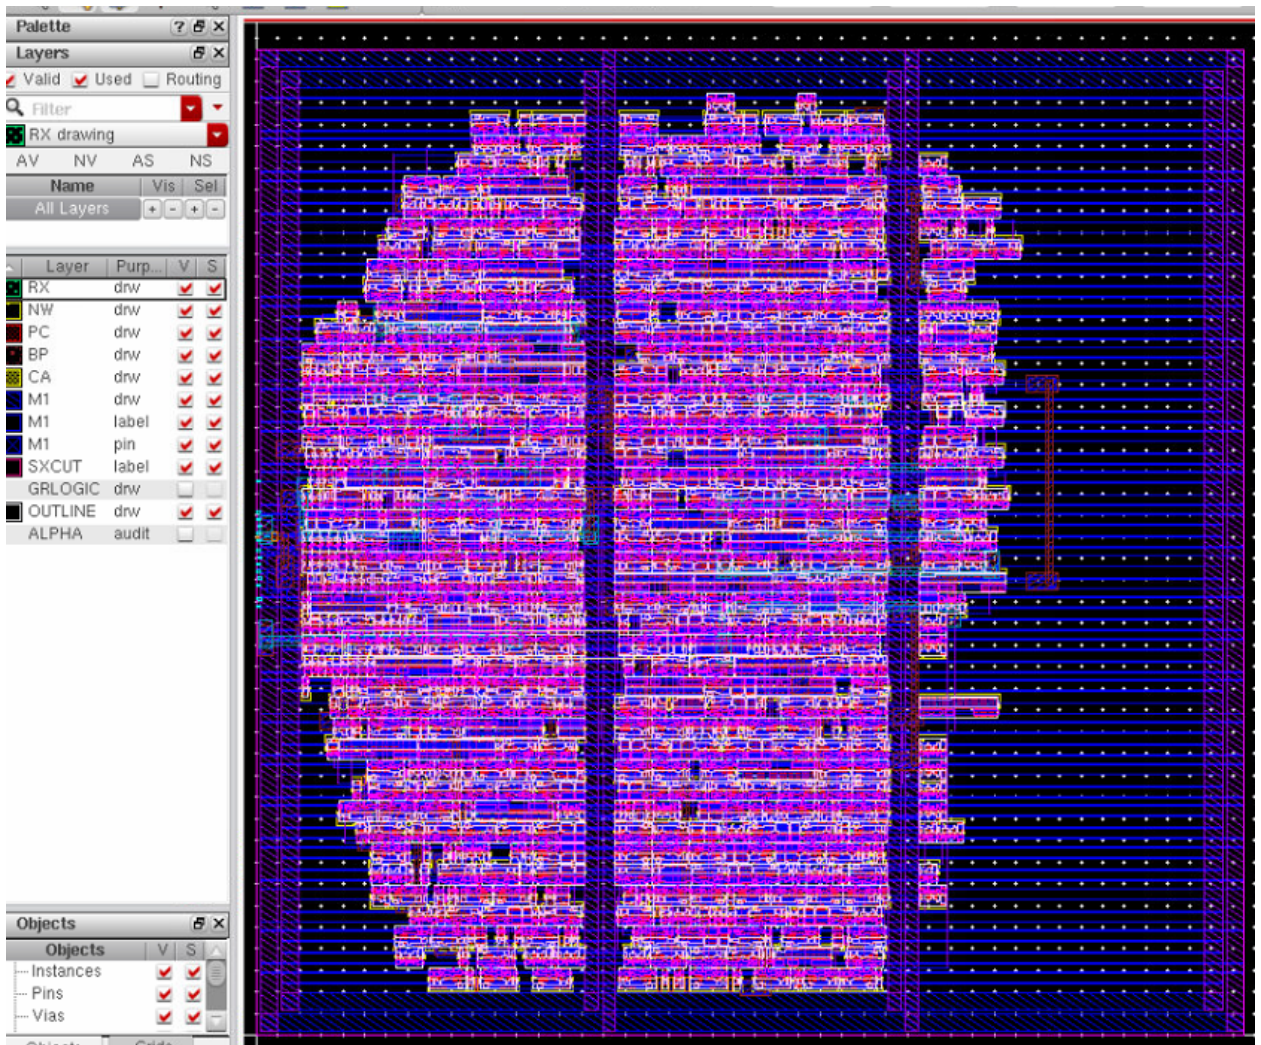 Palette ?
Layers
Valid Used Routing
Filter
RX drawing
AV NV AS NS
Name Vis Sel
All Layers + - + -
Layer Purp... V S
RX drw
NW drw
PC drw
BP drw
CA drw
M1 drw
M1 label
M1 pin
SXCUT label
GRLOGIC drw
OUTLINE drw
ALPHA audit
Objects
Objects V S
Instances
Pins
Vias
Objects Grids